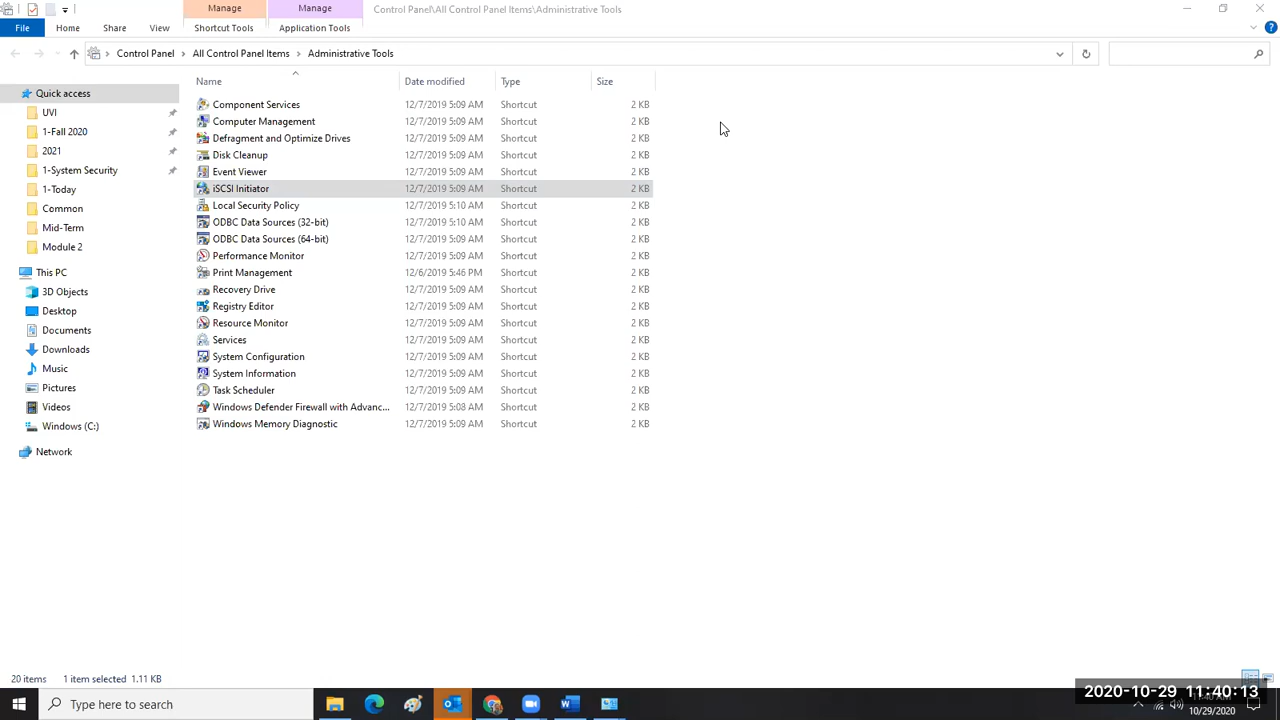 Manage Manage Control Panel\All Control Panel Items\Administrative Tools
File Home Share View Shortcut Tools Application Tools
Control Panel All Control Panel Items Administrative Tools
Name Date modified Type Size
Quick access
UVI
1-Fall 2020
2021
1-System Security
1-Today
Common
Mid-Term
Module 2
This PC
3D Objects
Desktop
Documents
Downloads
Music
Pictures
Videos
Windows (C:)
Network
Component Services 12/7/2019 5:09 AM Shortcut 2 KB
Computer Management 12/7/2019 5:09 AM Shortcut 2 KB
Defragment and Optimize Drives 12/7/2019 5:09 AM Shortcut 2 KB
Disk Cleanup 12/7/2019 5:09 AM Shortcut 2 KB
Event Viewer 12/7/2019 5:09 AM Shortcut 2 KB
iSCSI Initiator 12/7/2019 5:09 AM Shortcut 2 KB
Local Security Policy 12/7/2019 5:10 AM Shortcut 2 KB
ODBC Data Sources (32-bit) 12/7/2019 5:10 AM Shortcut 2 KB
ODBC Data Sources (64-bit) 12/7/2019 5:09 AM Shortcut 2 KB
Performance Monitor 12/7/2019 5:09 AM Shortcut 2 KB
Print Management 12/6/2019 5:46 PM Shortcut 2 KB
Recovery Drive 12/7/2019 5:09 AM Shortcut 2 KB
Registry Editor 12/7/2019 5:09 AM Shortcut 2 KB
Resource Monitor 12/7/2019 5:09 AM Shortcut 2 KB
Services 12/7/2019 5:09 AM Shortcut 2 KB
System Configuration 12/7/2019 5:09 AM Shortcut 2 KB
System Information 12/7/2019 5:09 AM Shortcut 2 KB
Task Scheduler 12/7/2019 5:09 AM Shortcut 2 KB
Windows Defender Firewall with Advanc... 12/7/2019 5:08 AM Shortcut 2 KB
Windows Memory Diagnostic 12/7/2019 5:09 AM Shortcut 2 KB
20 items 1 item selected 1.11 KB
2020-10-29 11:40:13
Type here to search
10/29/2020